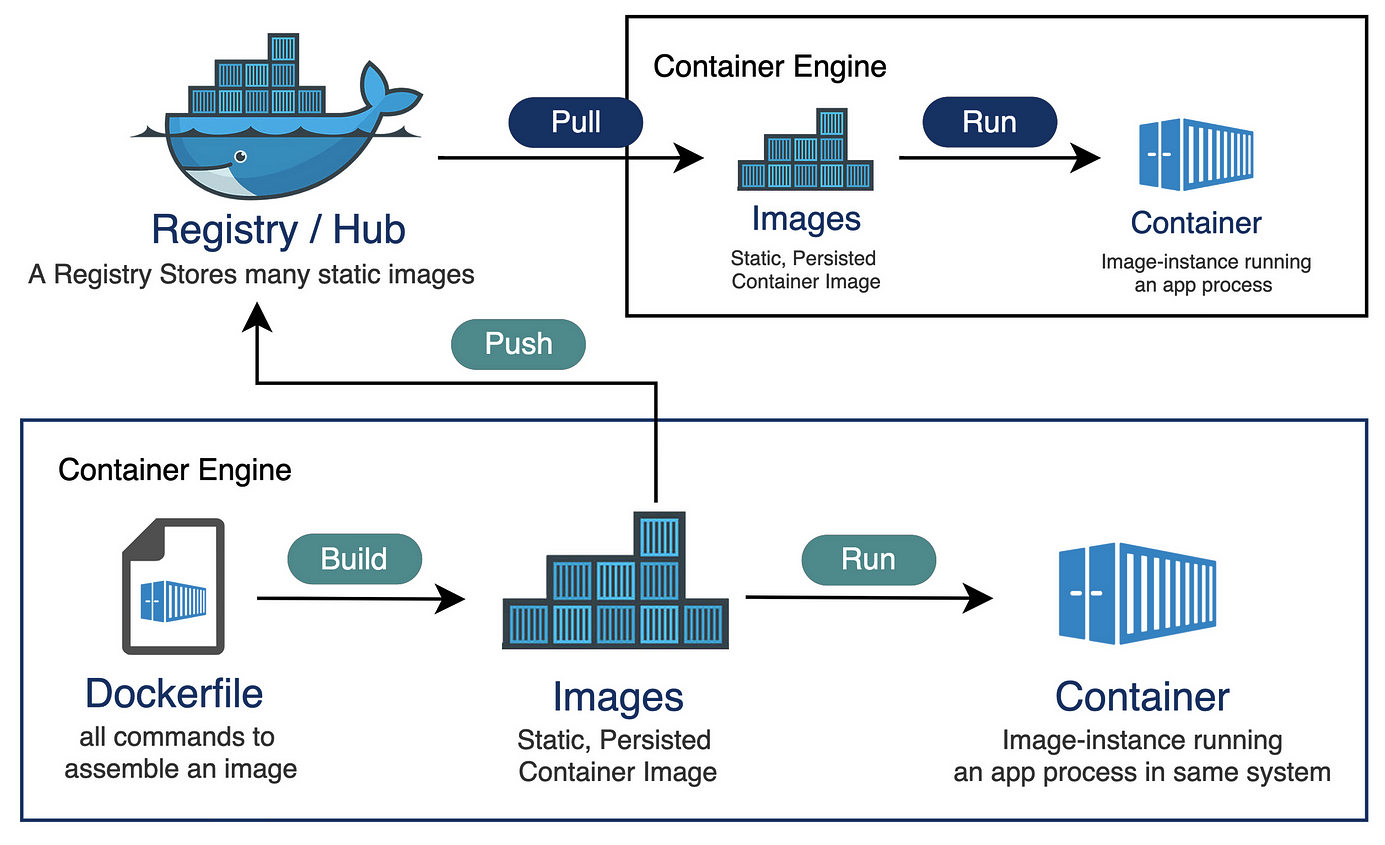 Container Engine
Pull
Run
Registry / Hub
A Registry Stores many static images
Images
Static, Persisted
Container Image
Container
Image-instance running
an app process
Push
Container Engine
Build
Run
Dockerfile
all commands to
assemble an image
Images
Static, Persisted
Container Image
Container
Image-instance running
an app process in same system